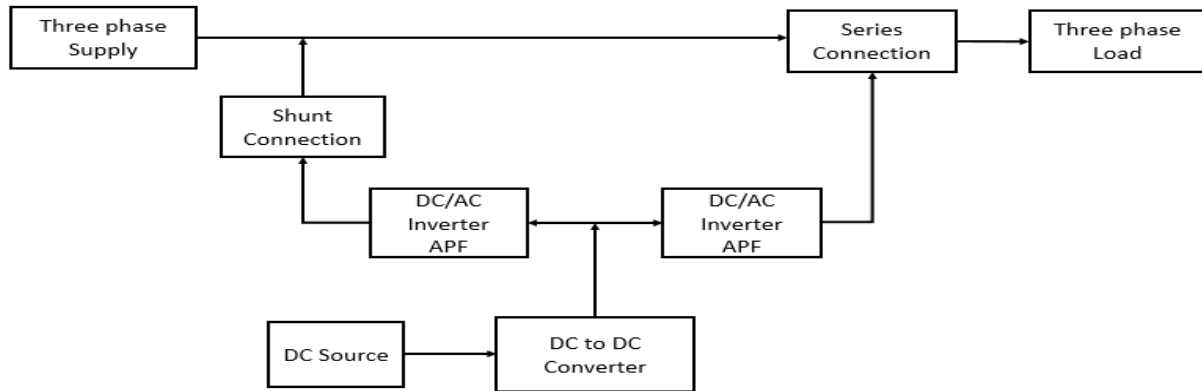 Three phase
Supply
Series
Connection
Three phase
Load
Shunt
Connection
DC/AC
Inverter
APF
DC/AC
Inverter
APF
DC Source
DC to DC
Converter